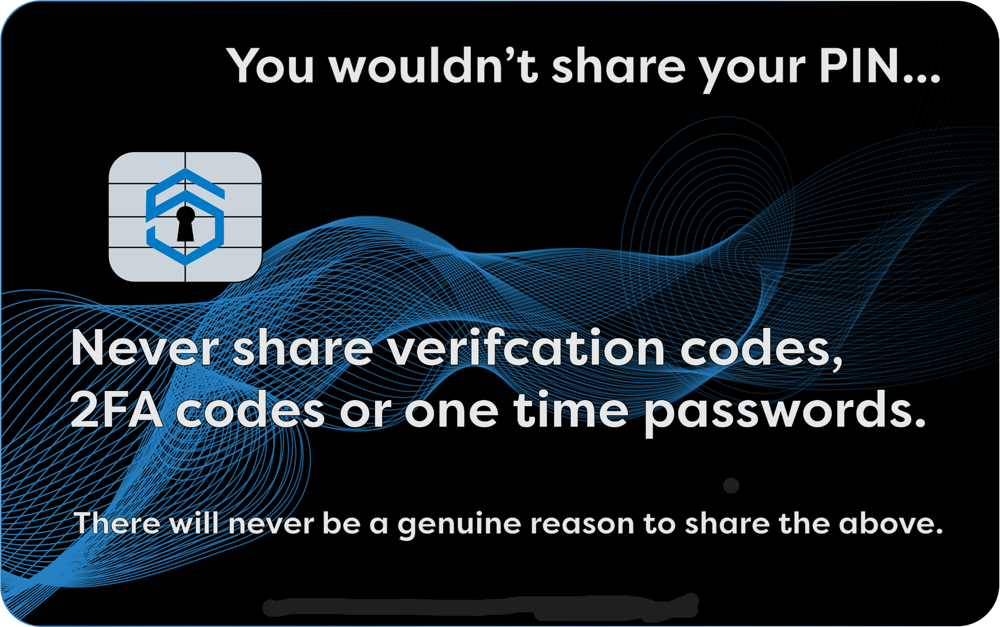 You wouldn’t share your PIN...
Never share verifcation codes,
2FA codes or one time passwords.
There will never be a genuine reason to share the above.